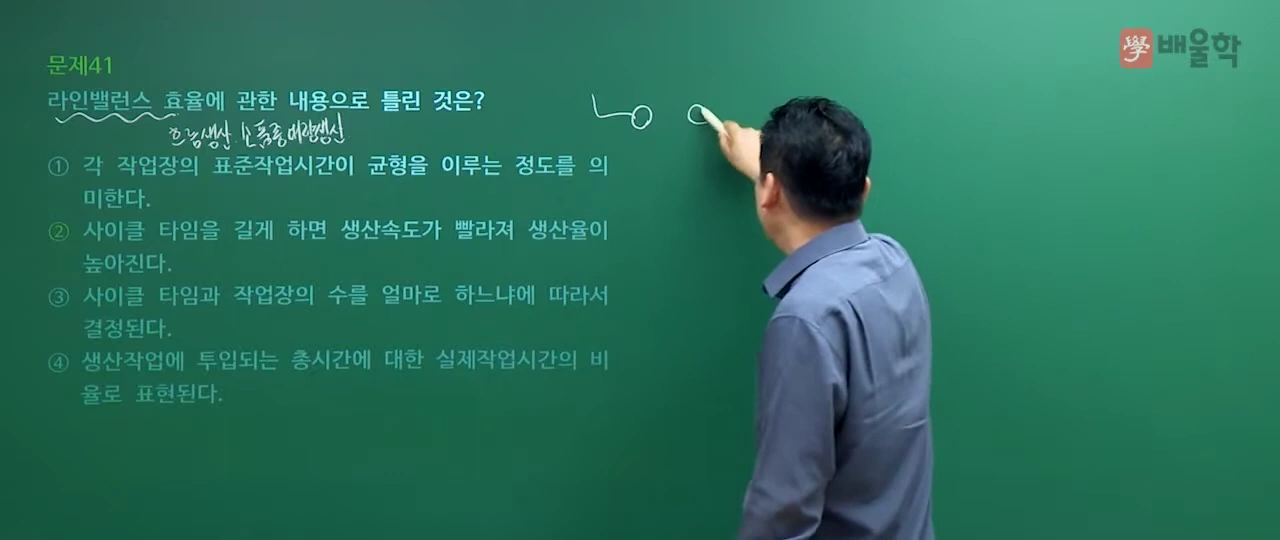 學 배울학
문제41
라인밸런스 효율에 관한 내용으로 틀린 것은?
흐름생산. 소품종대량생산
① 각 작업장의 표준작업시간이 균형을 이루는 정도를 의
미한다.
② 사이클 타임을 길게 하면 생산속도가 빨라져 생산율이
높아진다.
③ 사이클 타임과 작업장의 수를 얼마로 하느냐에 따라서
결정된다.
④ 생산작업에 투입되는 총시간에 대한 실제작업시간의 비
율로 표현된다.